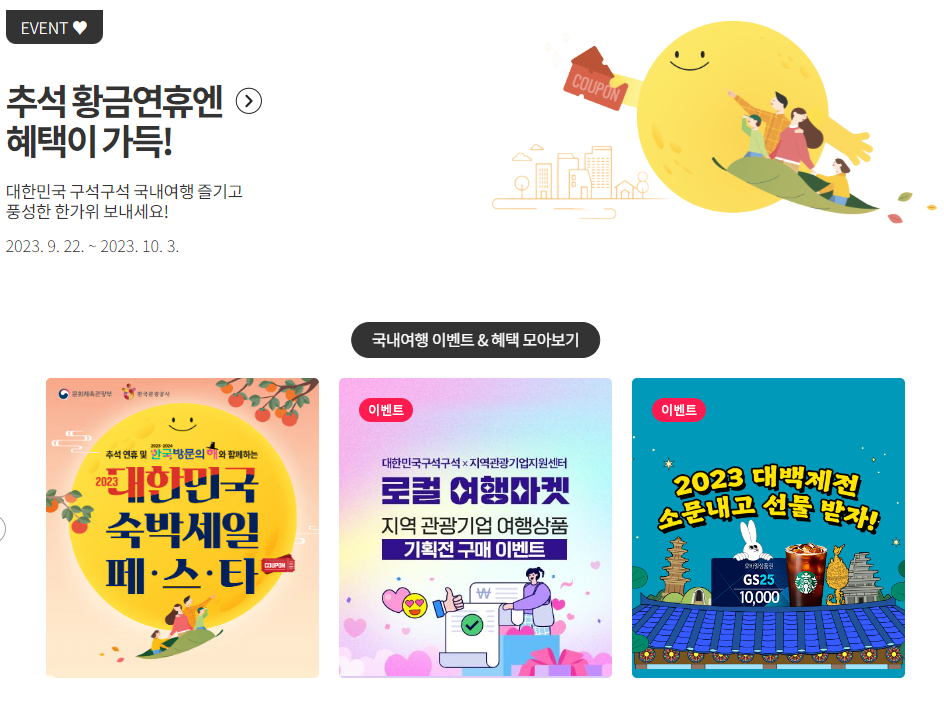 EVENT ♥
추석 황금연휴엔
혜택이 가득!
대한민국 구석구석 국내여행 즐기고
풍성한 한가위 보내세요!
2023. 9. 22. ~ 2023. 10. 3.
COUPON
국내여행 이벤트 & 혜택 모아보기
문화체육관광부 한국관광공사
추석 연휴 및 2023-2024 한국방문의해와 함께하는
2023 대한민국
숙박세일
페·스·타
COUPON
이벤트
대한민국구석구석 x 지역관광기업지원센터
로컬 여행마켓
지역 관광기업 여행상품
기획전 구매 이벤트
₩
이벤트
2023 대백제전
소문내고 선물 받자!
모바일상품권
GS25
10,000